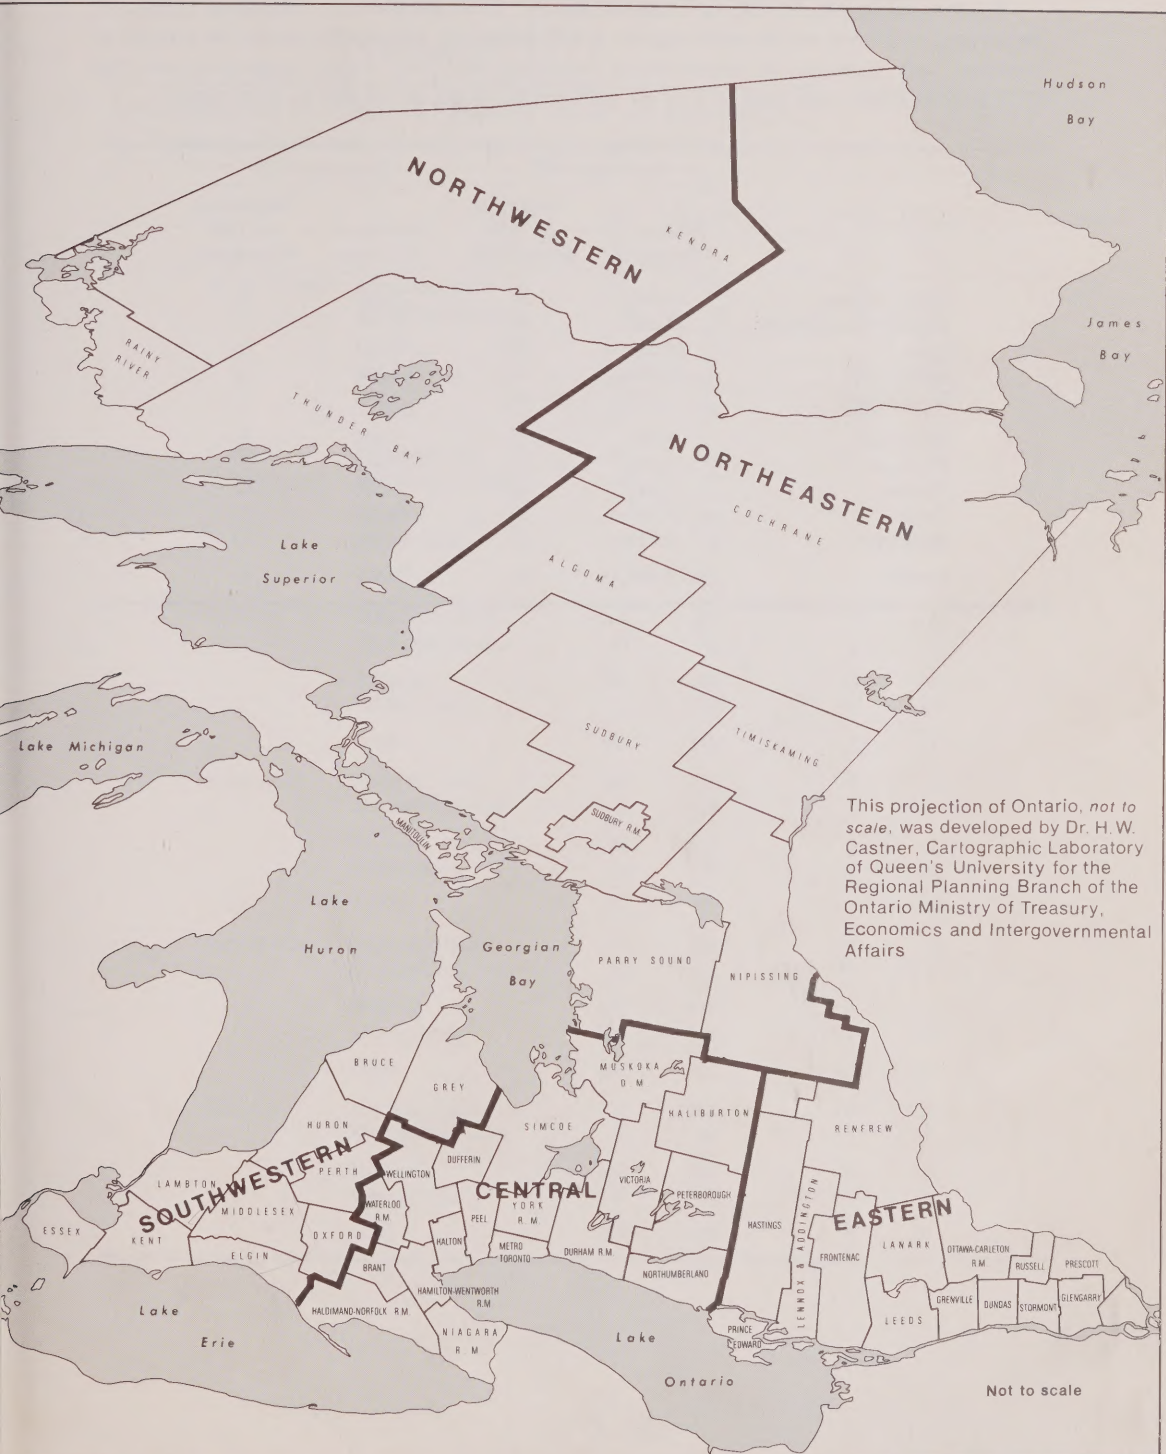 Hudson
Bay
NORTHWESTERN
KENORA
James
Bay
RAINY
RIVER
THUNDER BAY
NORTHEASTERN
COCHRANE
Lake
Superior
ALGOMA
Lake Michigan
SUDBURY
TIMISKAMING
SUDBURY R.M.
MANITOULIN
This projection of Ontario, not to
scale, was developed by Dr. H.W.
Castner, Cartographic Laboratory
of Queen's University for the
Regional Planning Branch of the
Ontario Ministry of Treasury,
Economics and Intergovernmental
Affairs
Lake
Huron
Georgian
Bay
PARRY SOUND
NIPISSING
BRUCE
GREY
MUSKOKA
D M
HALIBURTON
HURON
SIMCOE
RENFREW
SOUTHWESTERN
PERTH
LAMBTON
MIDDLESEX
ESSEX
KENT
ELGIN
OXFORD
WELLINGTON
DUFFERIN
CENTRAL
WATERLOO
R.M
PEEL
YORK
R.M.
VICTORIA
PETERBOROUGH
HALTON
METRO
TORONTO
DURHAM R.M.
BRANT
NORTHUMBERLAND
HAMILTON-WENTWORTH
R.M
HALDIMAND-NORFOLK R.M
NIAGARA
R. M
HASTINGS
LENNOX & ADDINGTON
EASTERN
FRONTENAC
LANARK
OTTAWA-CARLETON
R M
RUSSELL
PRESCOTT
LEEDS
GRENVILLE
DUNDAS
STORMONT
GLENGARRY
PRINCE
EDWARD
Lake
Erie
Lake
Ontario
Not to scale